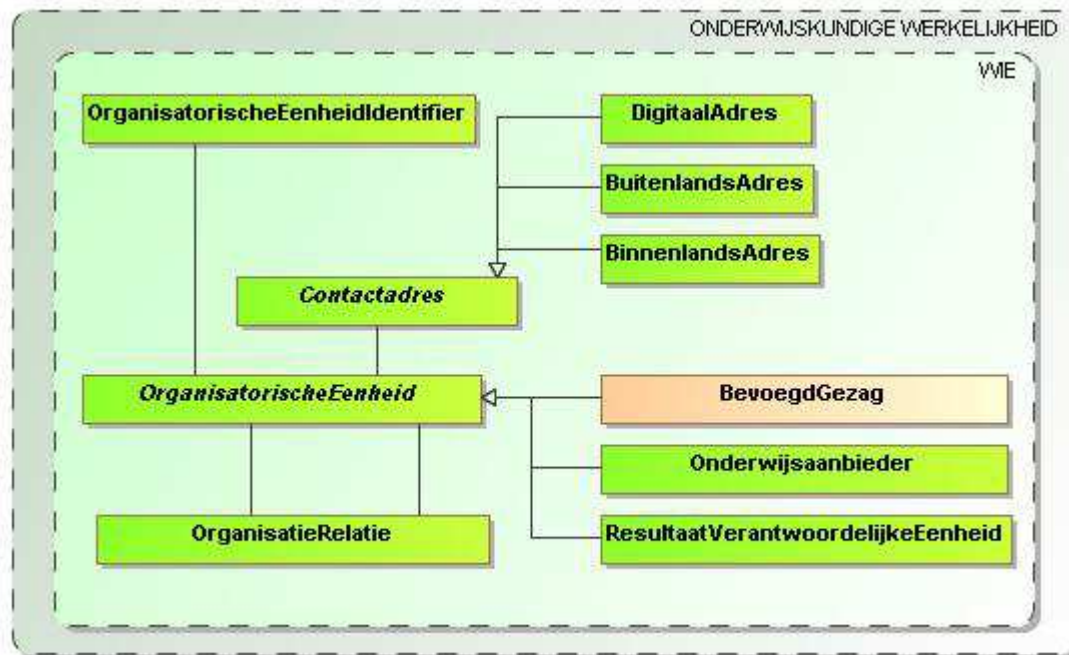 ONDERWIJSKUNDIGE WERKELIJKHEID
WIE
OrganisatorischeEenheidIdentifier
DigitaalAdres
BuitenlandsAdres
BinnenlandsAdres
Contactadres
OrganisatorischeEenheid
BevoegdGezag
Onderwijsaanbieder
OrganisatieRelatie
ResultaatVerantwoordelijkeEenheid